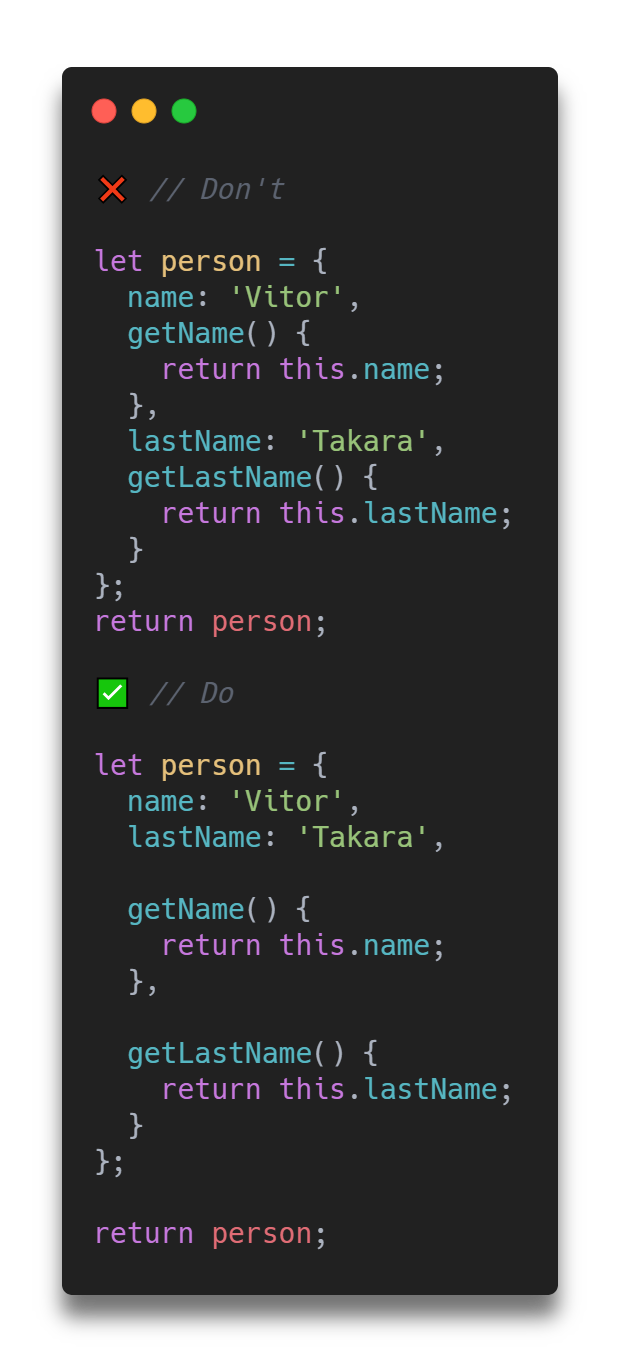 ❌ // Don't
let person = {
  name: 'Vitor',
  getName() {
    return this.name;
  },
  lastName: 'Takara',
  getLastName() {
    return this.lastName;
  }
};
return person;
✅ // Do
let person = {
  name: 'Vitor',
  lastName: 'Takara',
  getName() {
    return this.name;
  },
  getLastName() {
    return this.lastName;
  }
};
return person;